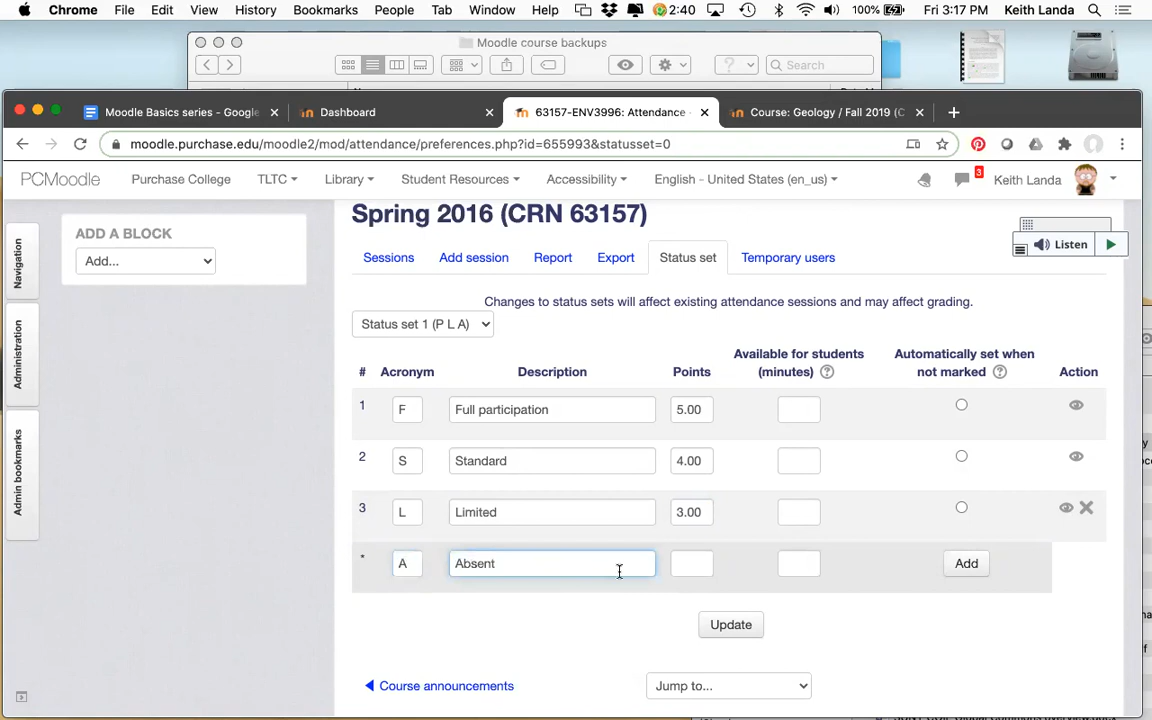 Chrome File Edit View History Bookmarks People Tab Window Help 2:40 100% Fri 3:17 PM Keith Landa
Moodle course backups
Search
Moodle Basics series - Google Dashboard 63157-ENV3996: Attendance - Course: Geology / Fall 2019 (C
moodle.purchase.edu/moodle2/mod/attendance/preferences.php?id=655993&statusset=0
PCMoodle Purchase College TLTC Library Student Resources Accessibility English - United States (en_us) 3 Keith Landa
Navigation
Administration
Admin bookmarks
ADD A BLOCK
Add...
Spring 2016 (CRN 63157)
Listen
Sessions Add session Report Export Status set Temporary users
Changes to status sets will affect existing attendance sessions and may affect grading.
Status set 1 (P L A)
# Acronym Description Points Available for students (minutes) Automatically set when not marked Action
1 F Full participation 5.00
2 S Standard 4.00
3 L Limited 3.00
* A Absent Add
Update
Course announcements Jump to...